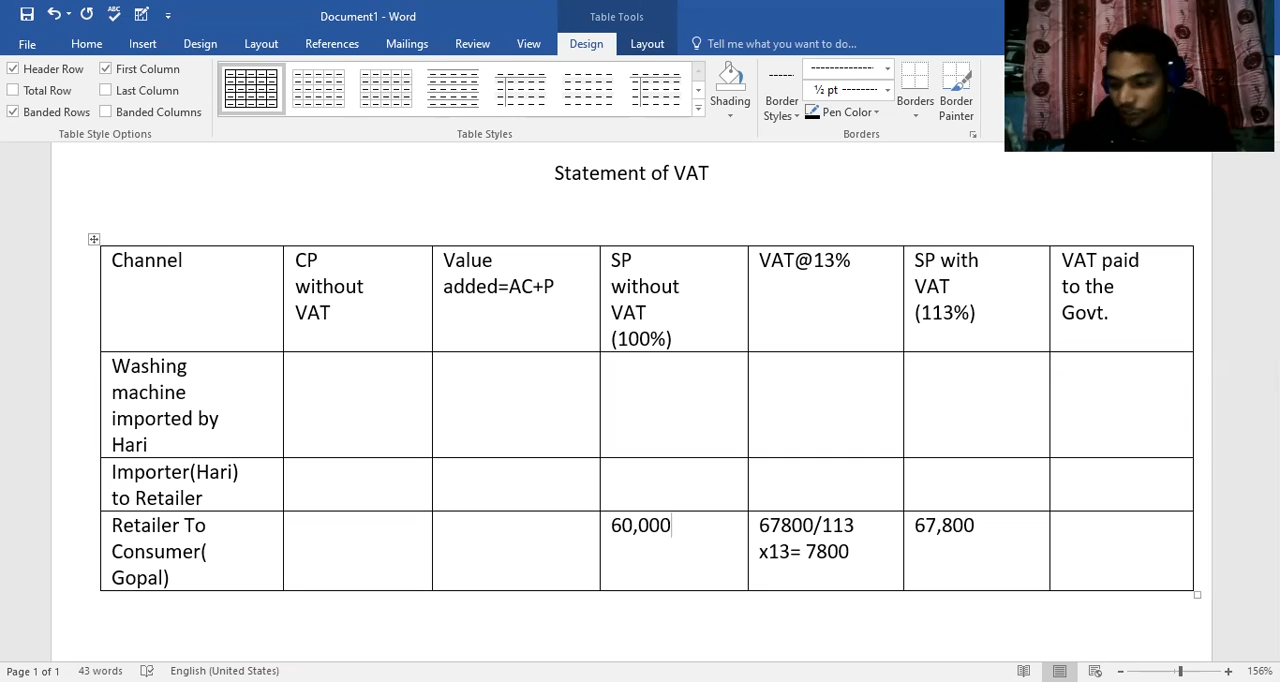 ABC
Document1 - Word
Table Tools
File
Home
Insert
Design
Layout
References
Mailings
Review
View
Design
Layout
Tell me what you want to do...
Header Row
First Column
Total Row
Last Column
Banded Rows
Banded Columns
Table Style Options
Table Styles
Shading
Border
Styles
½ pt
Pen Color
Borders
Border
Painter
Borders
Statement of VAT
Channel
CP
without
VAT
Value
added=AC+P
SP
without
VAT
(100%)
VAT@13%
SP with
VAT
(113%)
VAT paid
to the
Govt.
Washing
machine
imported by
Hari
Importer(Hari)
to Retailer
Retailer To
Consumer(
Gopal)
60,000
67800/113
x13= 7800
67,800
Page 1 of 1
43 words
English (United States)
156%